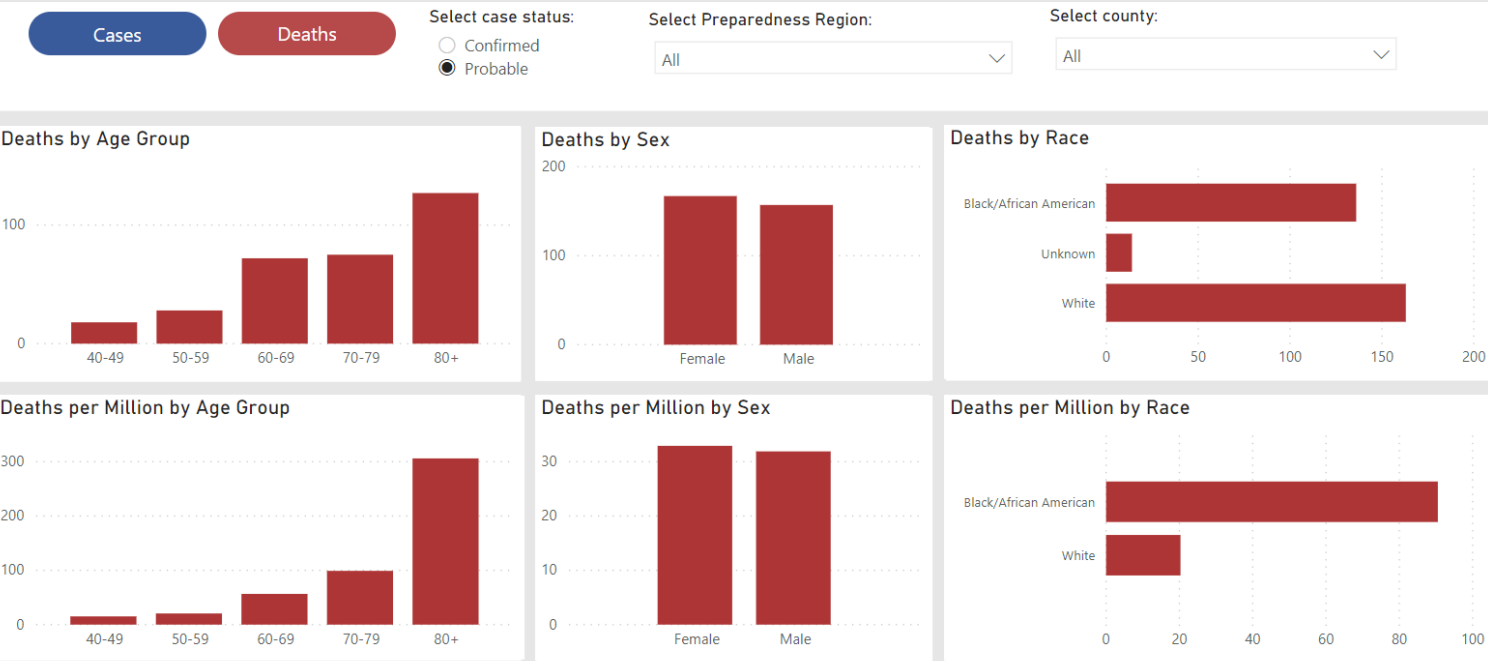 Cases
Deaths
Select case status:
Confirmed
Probable
Select Preparedness Region:
All
Select county:
All
Deaths by Age Group
100
0
40-49 50-59 60-69 70-79 80+
Deaths by Sex
200
100
0
Female Male
Deaths by Race
Black/African American
Unknown
White
0 50 100 150 200
Deaths per Million by Age Group
300
200
100
0
40-49 50-59 60-69 70-79 80+
Deaths per Million by Sex
30
20
10
0
Female Male
Deaths per Million by Race
Black/African American
White
0 20 40 60 80 100